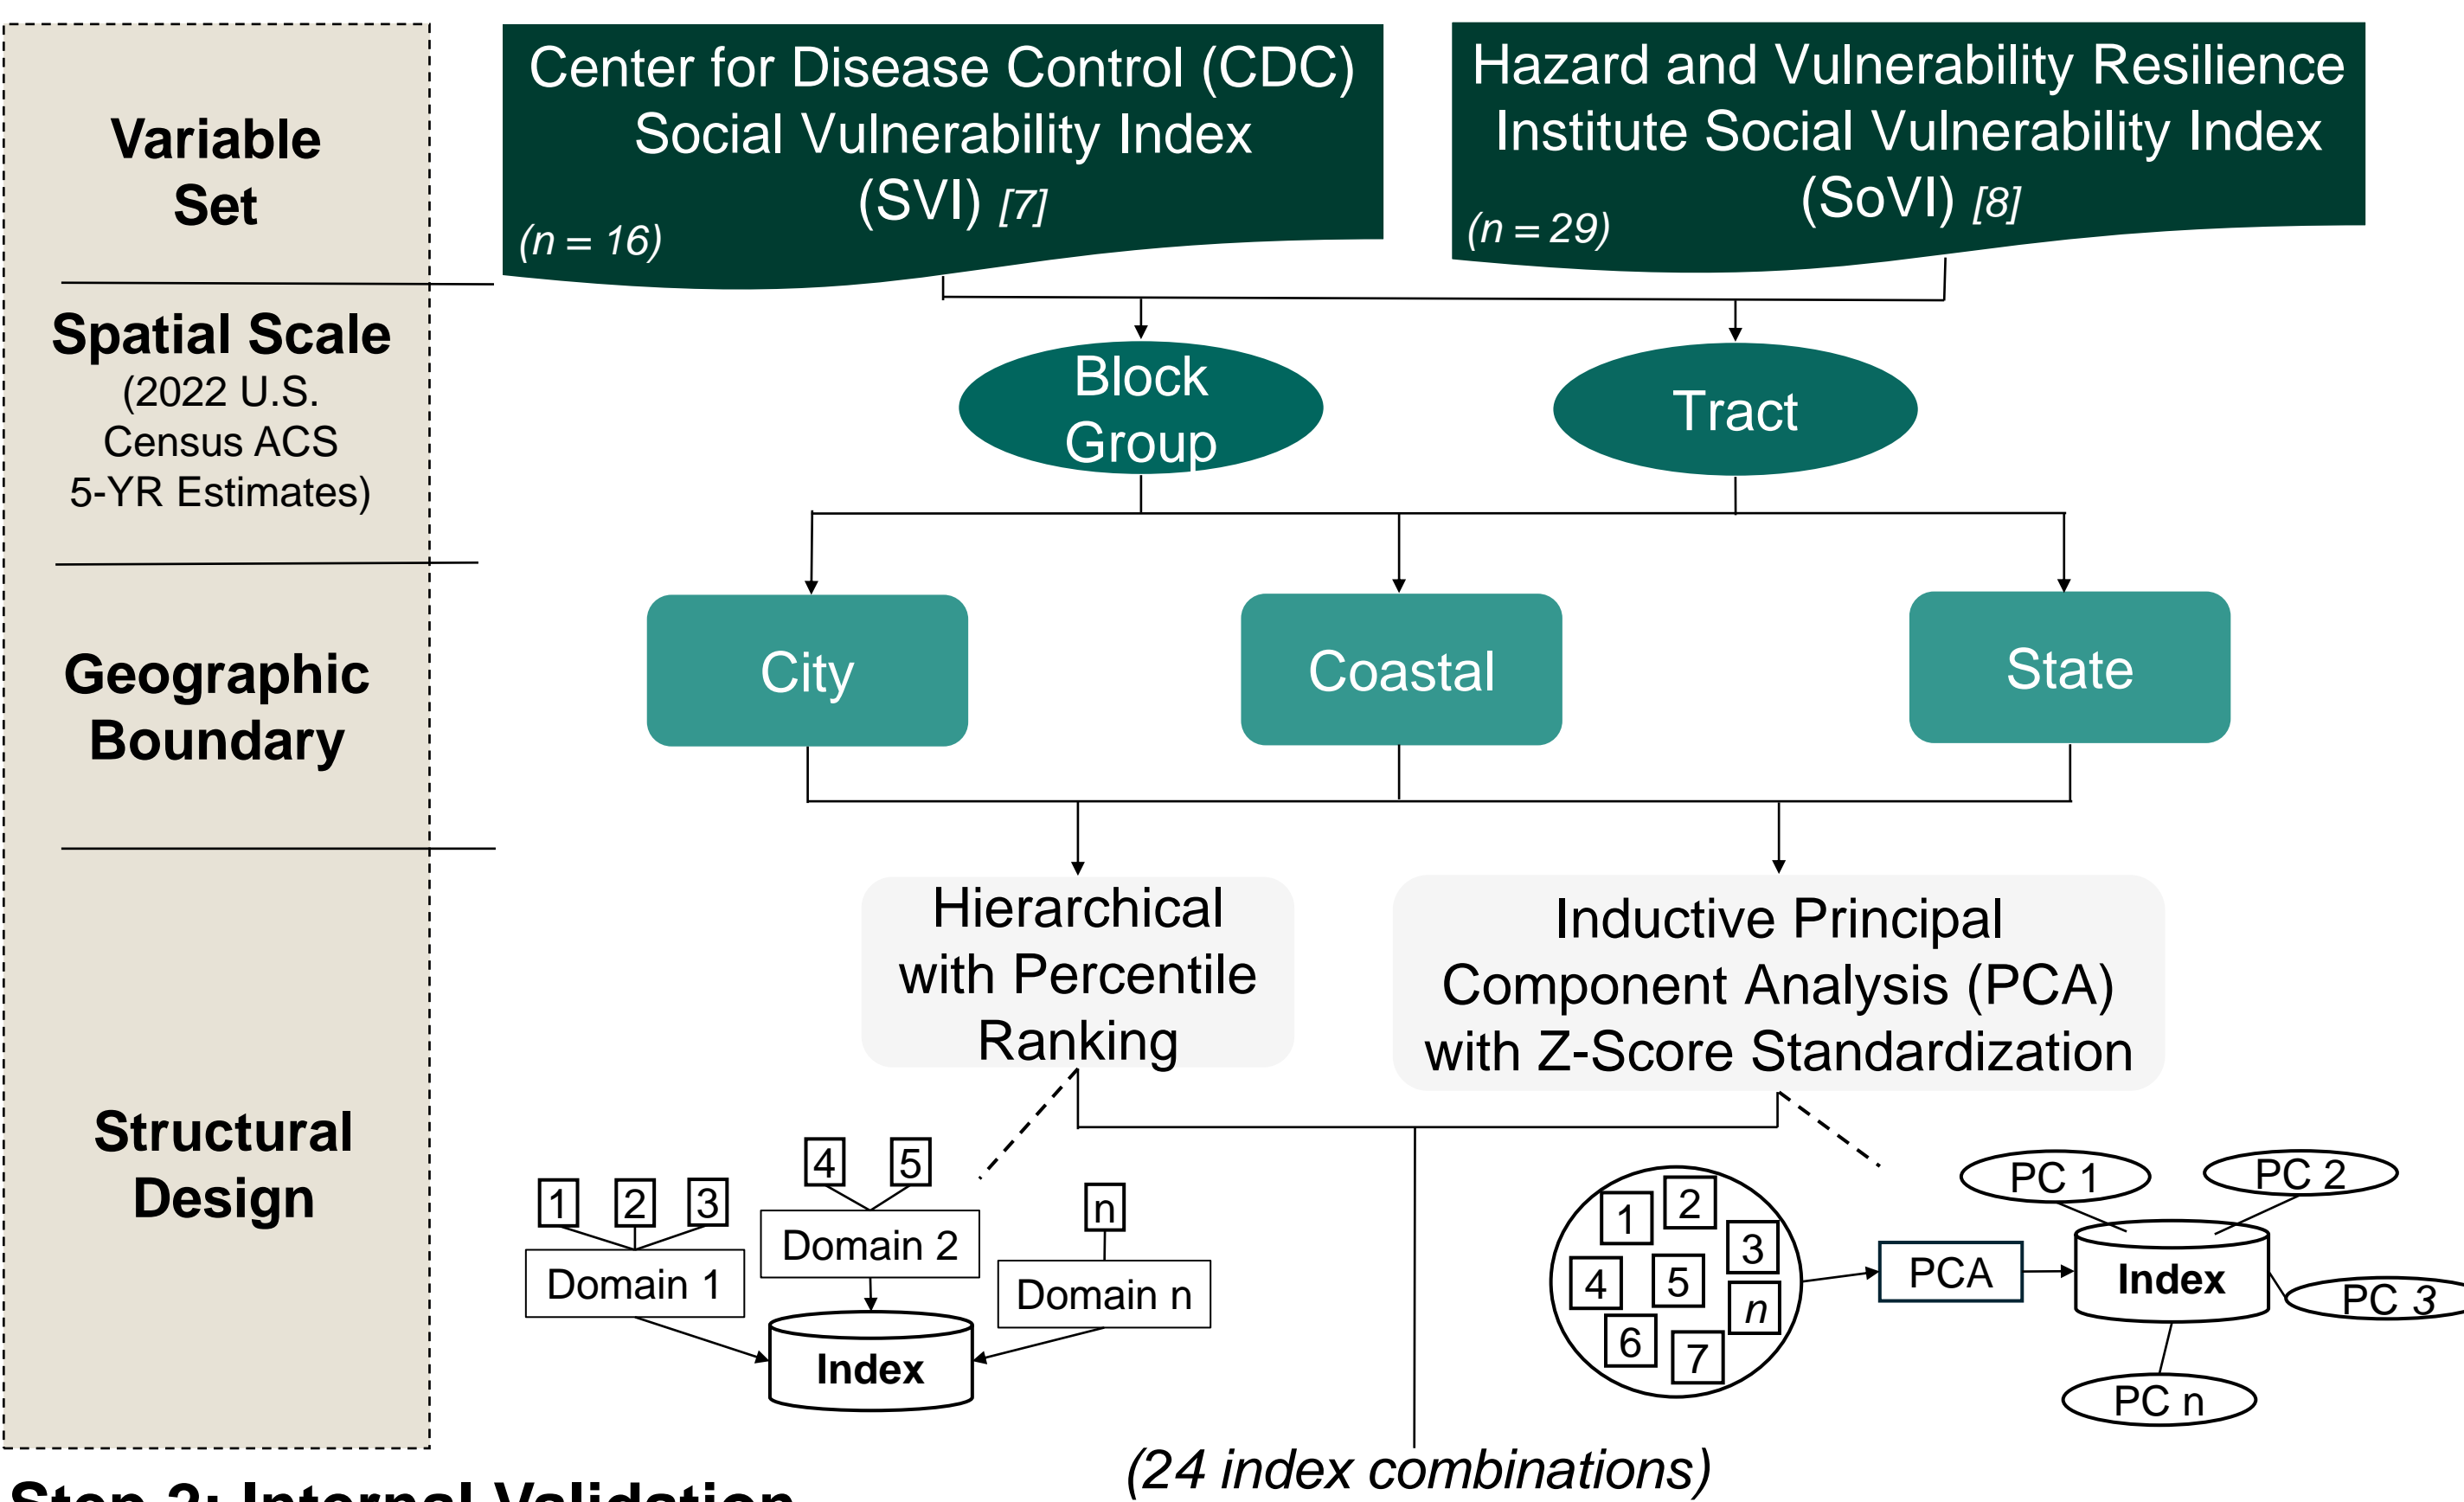 Variable
Set
Center for Disease Control (CDC)
Social Vulnerability Index
(SVI) [7]
(n = 16)
Hazard and Vulnerability Resilience
Institute Social Vulnerability Index
(SoVI) [8]
(n = 29)
Spatial Scale
(2022 U.S.
Census ACS
5-YR Estimates)
Block
Group
Tract
Geographic
Boundary
City
Coastal
State
Structural
Design
Hierarchical
with Percentile
Ranking
Inductive Principal
Component Analysis (PCA)
with Z-Score Standardization
1 2 3
4 5
n
Domain 1
Domain 2
Domain n
Index
1
2
3
4
5
n
6
7
PCA
Index
PC 1
PC 2
PC 3
PC n
(24 index combinations)
Step 2: Internal Validation